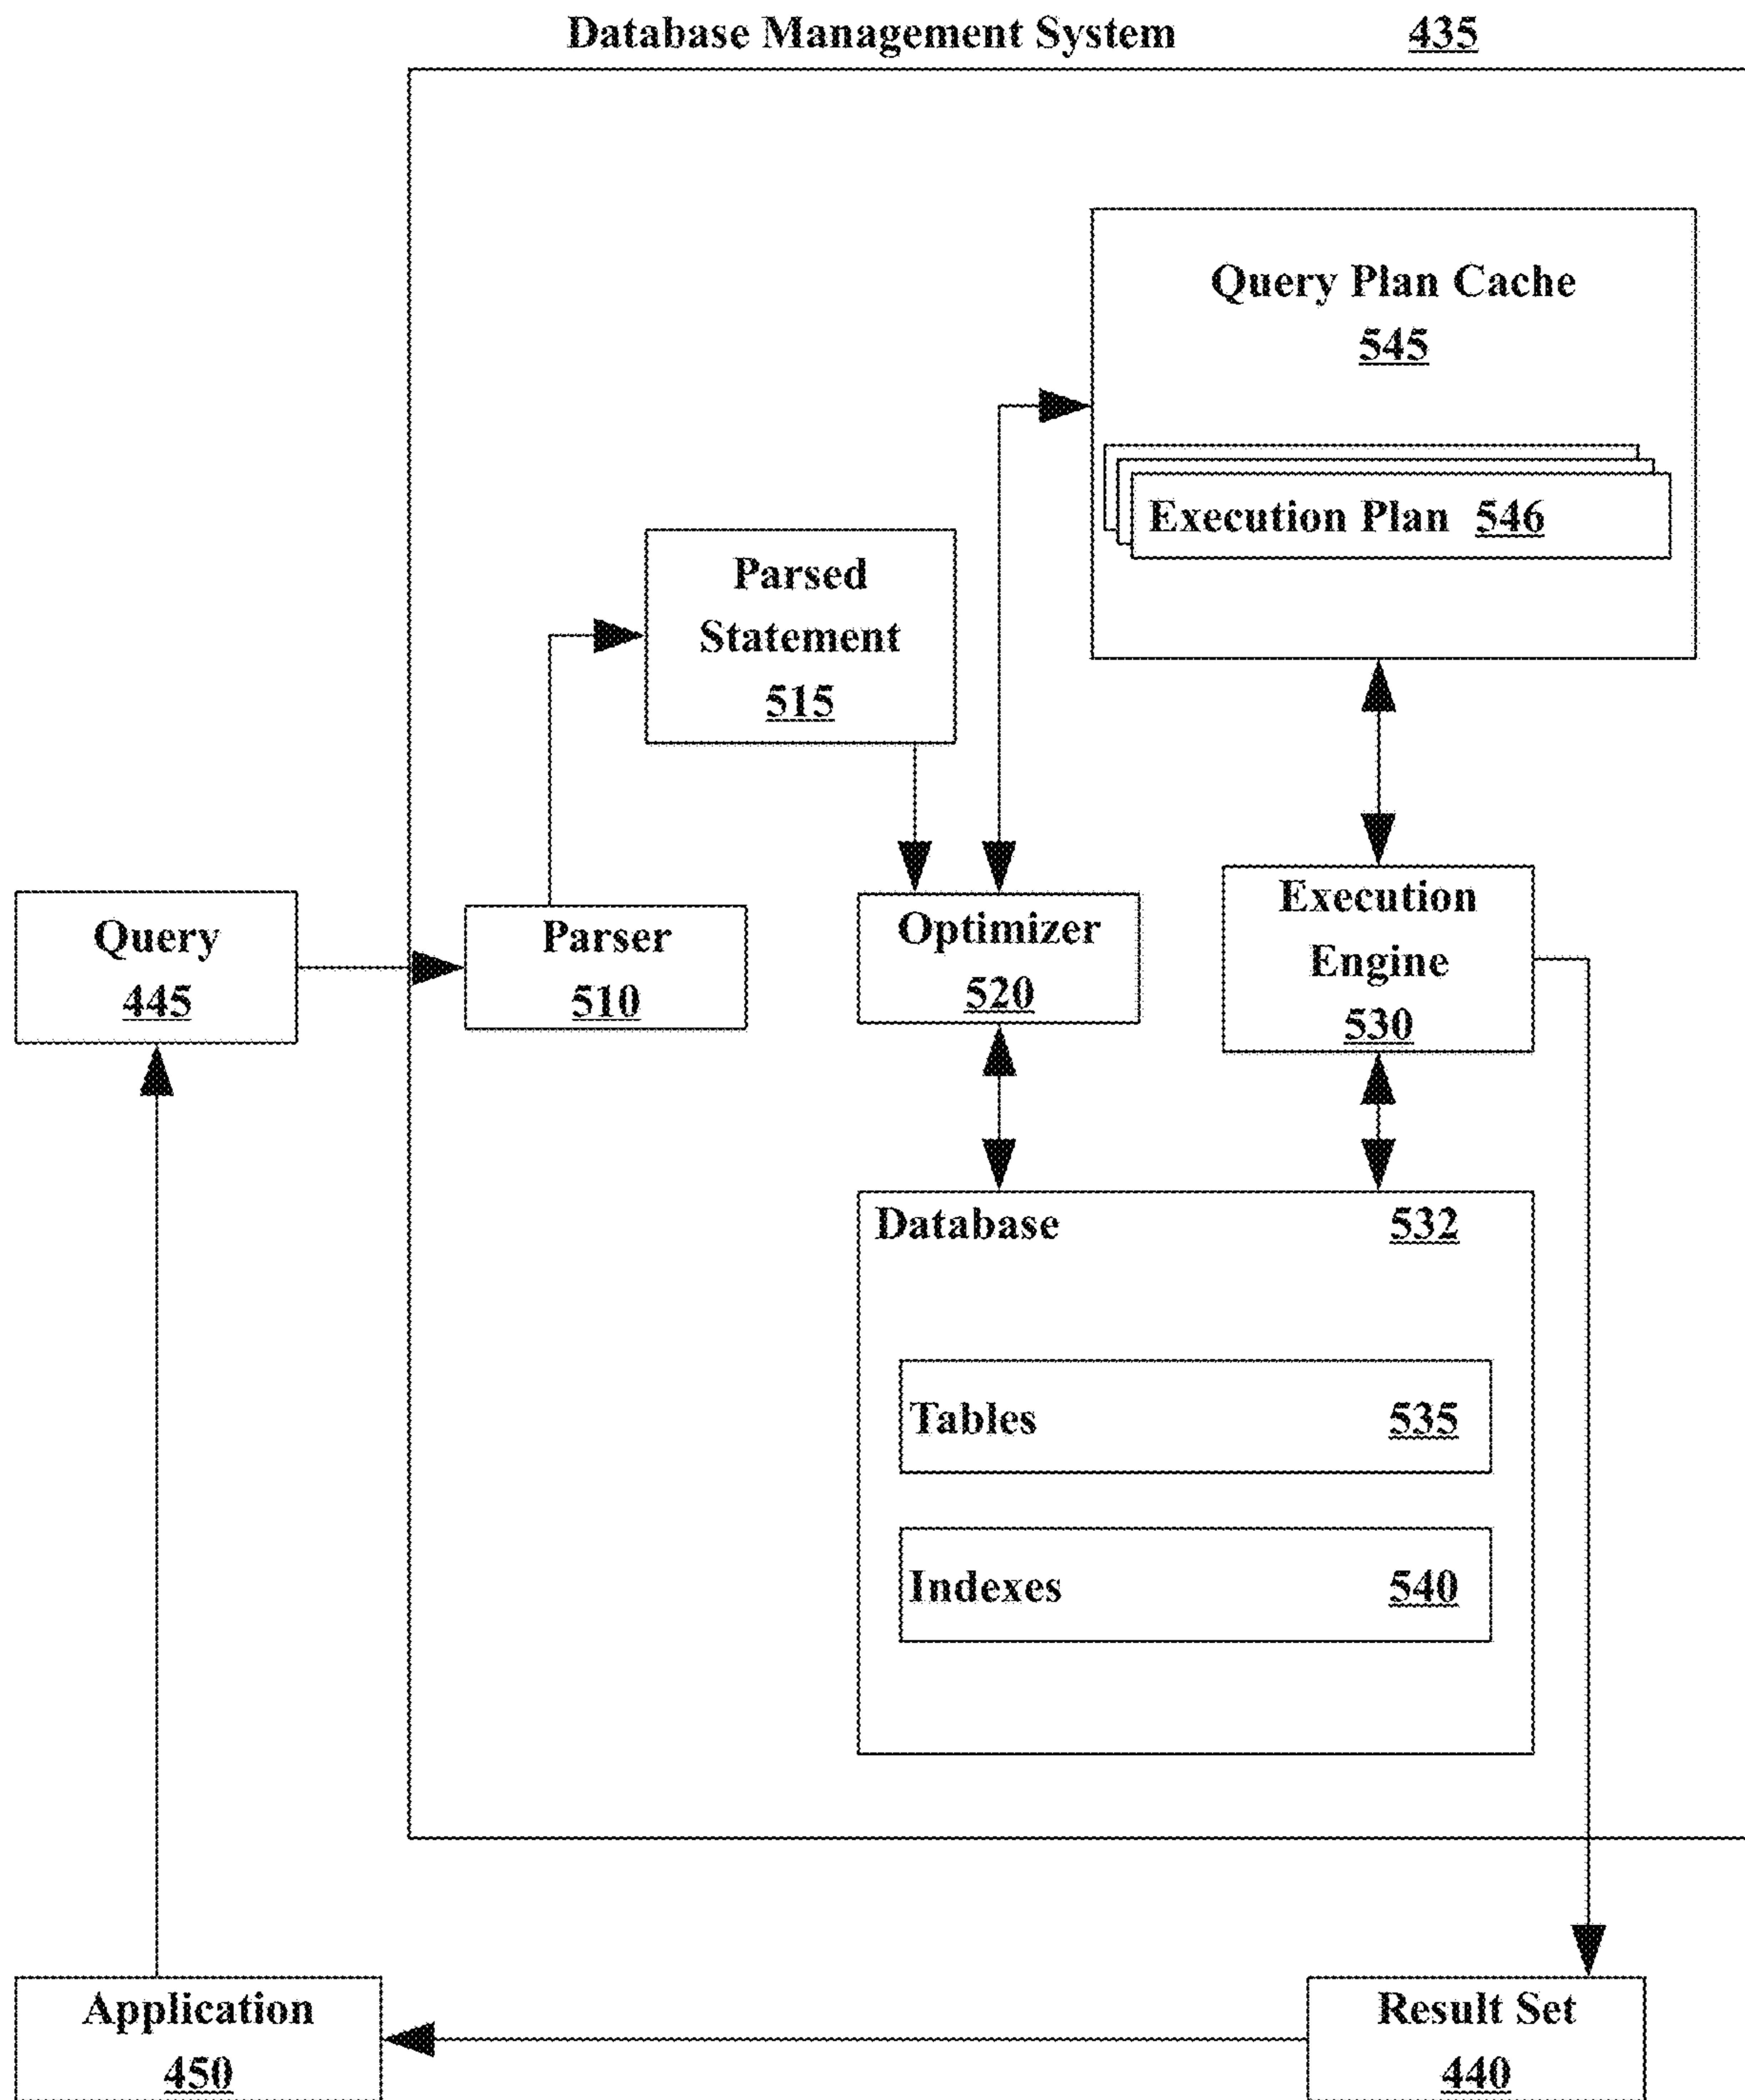 Database Management System 435
Query Plan Cache
545
Execution Plan 546
Parsed
Statement
515
Query
445
Parser
510
Optimizer
520
Execution
Engine
530
Database 532
Tables 535
Indexes 540
Application
450
Result Set
440